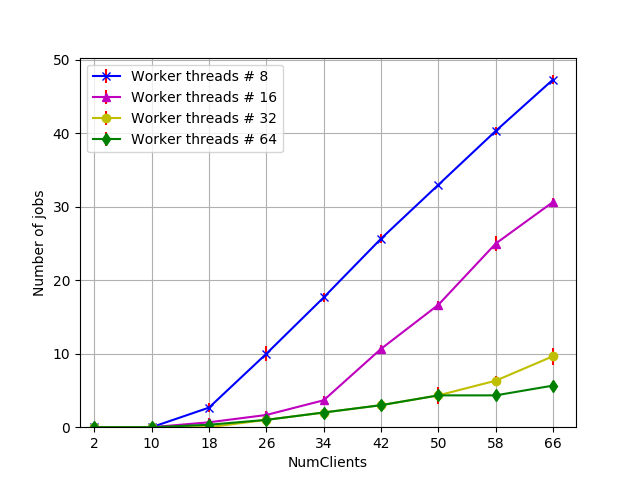 50
40
30
20
10
0
Number of jobs
Worker threads # 8
Worker threads # 16
Worker threads # 32
Worker threads # 64
2 10 18 26 34 42 50 58 66
NumClients